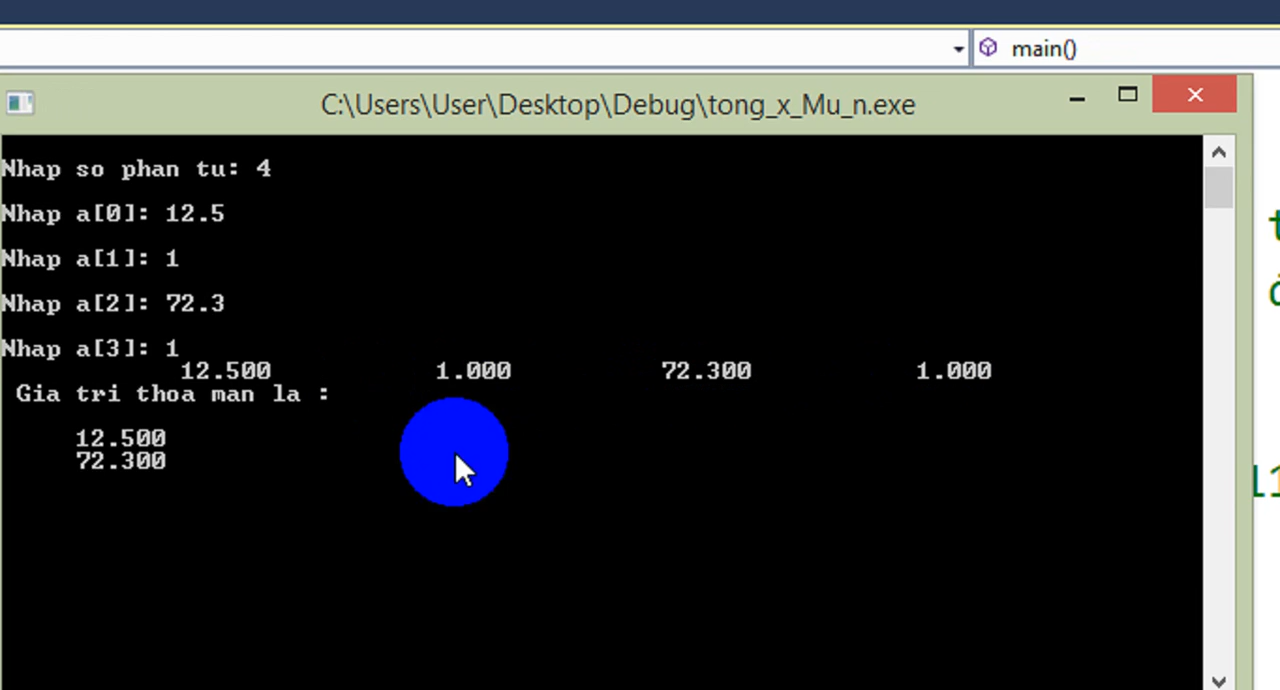 main()
C:\Users\User\Desktop\Debug\tong_x_Mu_n.exe
Nhap so phan tu: 4
Nhap a[0]: 12.5
Nhap a[1]: 1
Nhap a[2]: 72.3
Nhap a[3]: 1
12.500 1.000 72.300 1.000
Gia tri thoa man la :
12.500
72.300